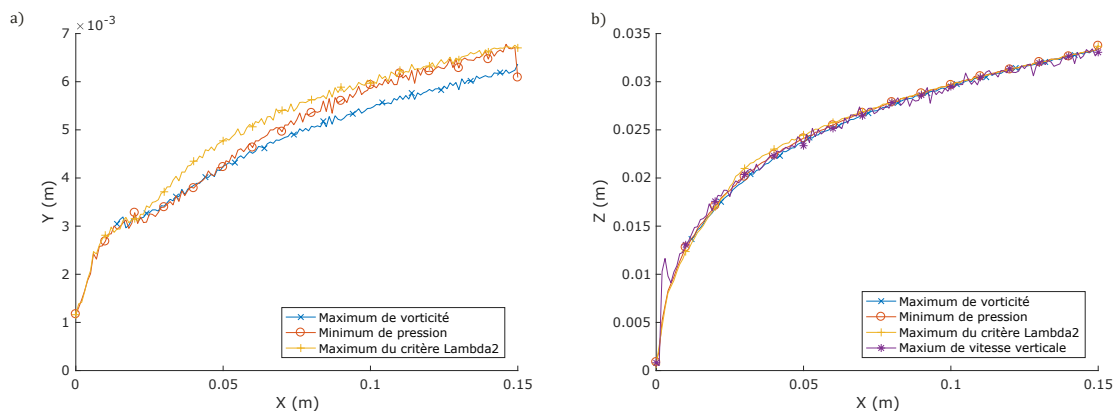 a)
×10⁻³
7
6
5
4
3
2
1
0
Y (m)
0
0.05
0.1
0.15
X (m)
Maximum de vorticité
Minimum de pression
Maximum du critère Lambda2
b)
0.035
0.03
0.025
0.02
0.015
0.01
0.005
0
Z (m)
0
0.05
0.1
0.15
X (m)
Maximum de vorticité
Minimum de pression
Maximum du critère Lambda2
Maxium de vitesse verticale